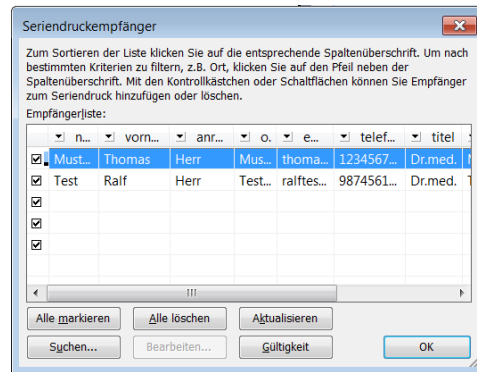 Seriendruckempfänger
Zum Sortieren der Liste klicken Sie auf die entsprechende Spaltenüberschrift. Um nach
bestimmten Kriterien zu filtern, z.B. Ort, klicken Sie auf den Pfeil neben der
Spaltenüberschrift. Mit den Kontrollkästchen oder Schaltflächen können Sie Empfänger
zum Seriendruck hinzufügen oder löschen.
Empfängerliste:
n... vorn... anr... o. e... telef... titel
Must... Thomas Herr Mus... thoma... 1234567... Dr.med.
Test Ralf Herr Test... ralftes... 9874561... Dr.med.
Alle markieren Alle löschen Aktualisieren
Suchen... Bearbeiten... Gültigkeit OK